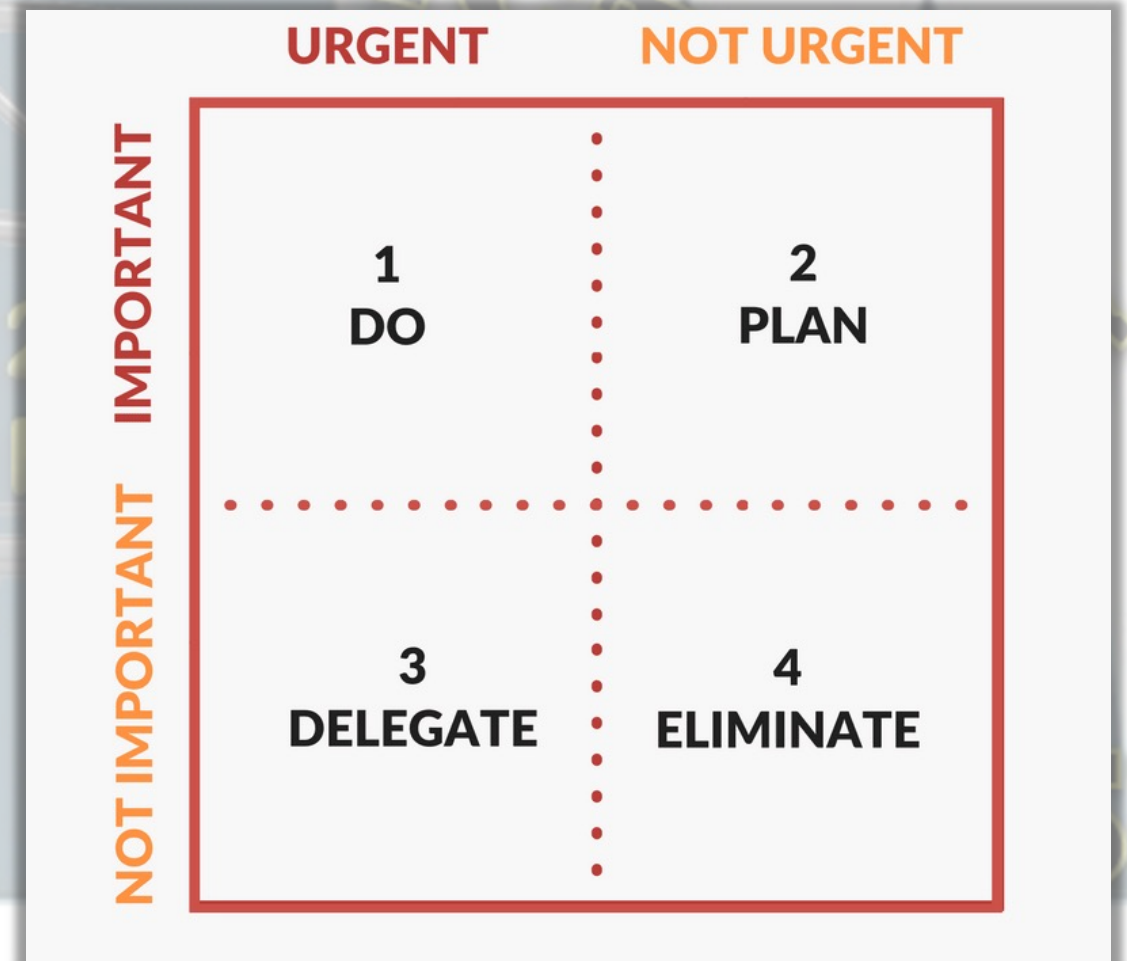 URGENT
NOT URGENT
IMPORTANT
1
DO
2
PLAN
NOT IMPORTANT
3
DELEGATE
4
ELIMINATE